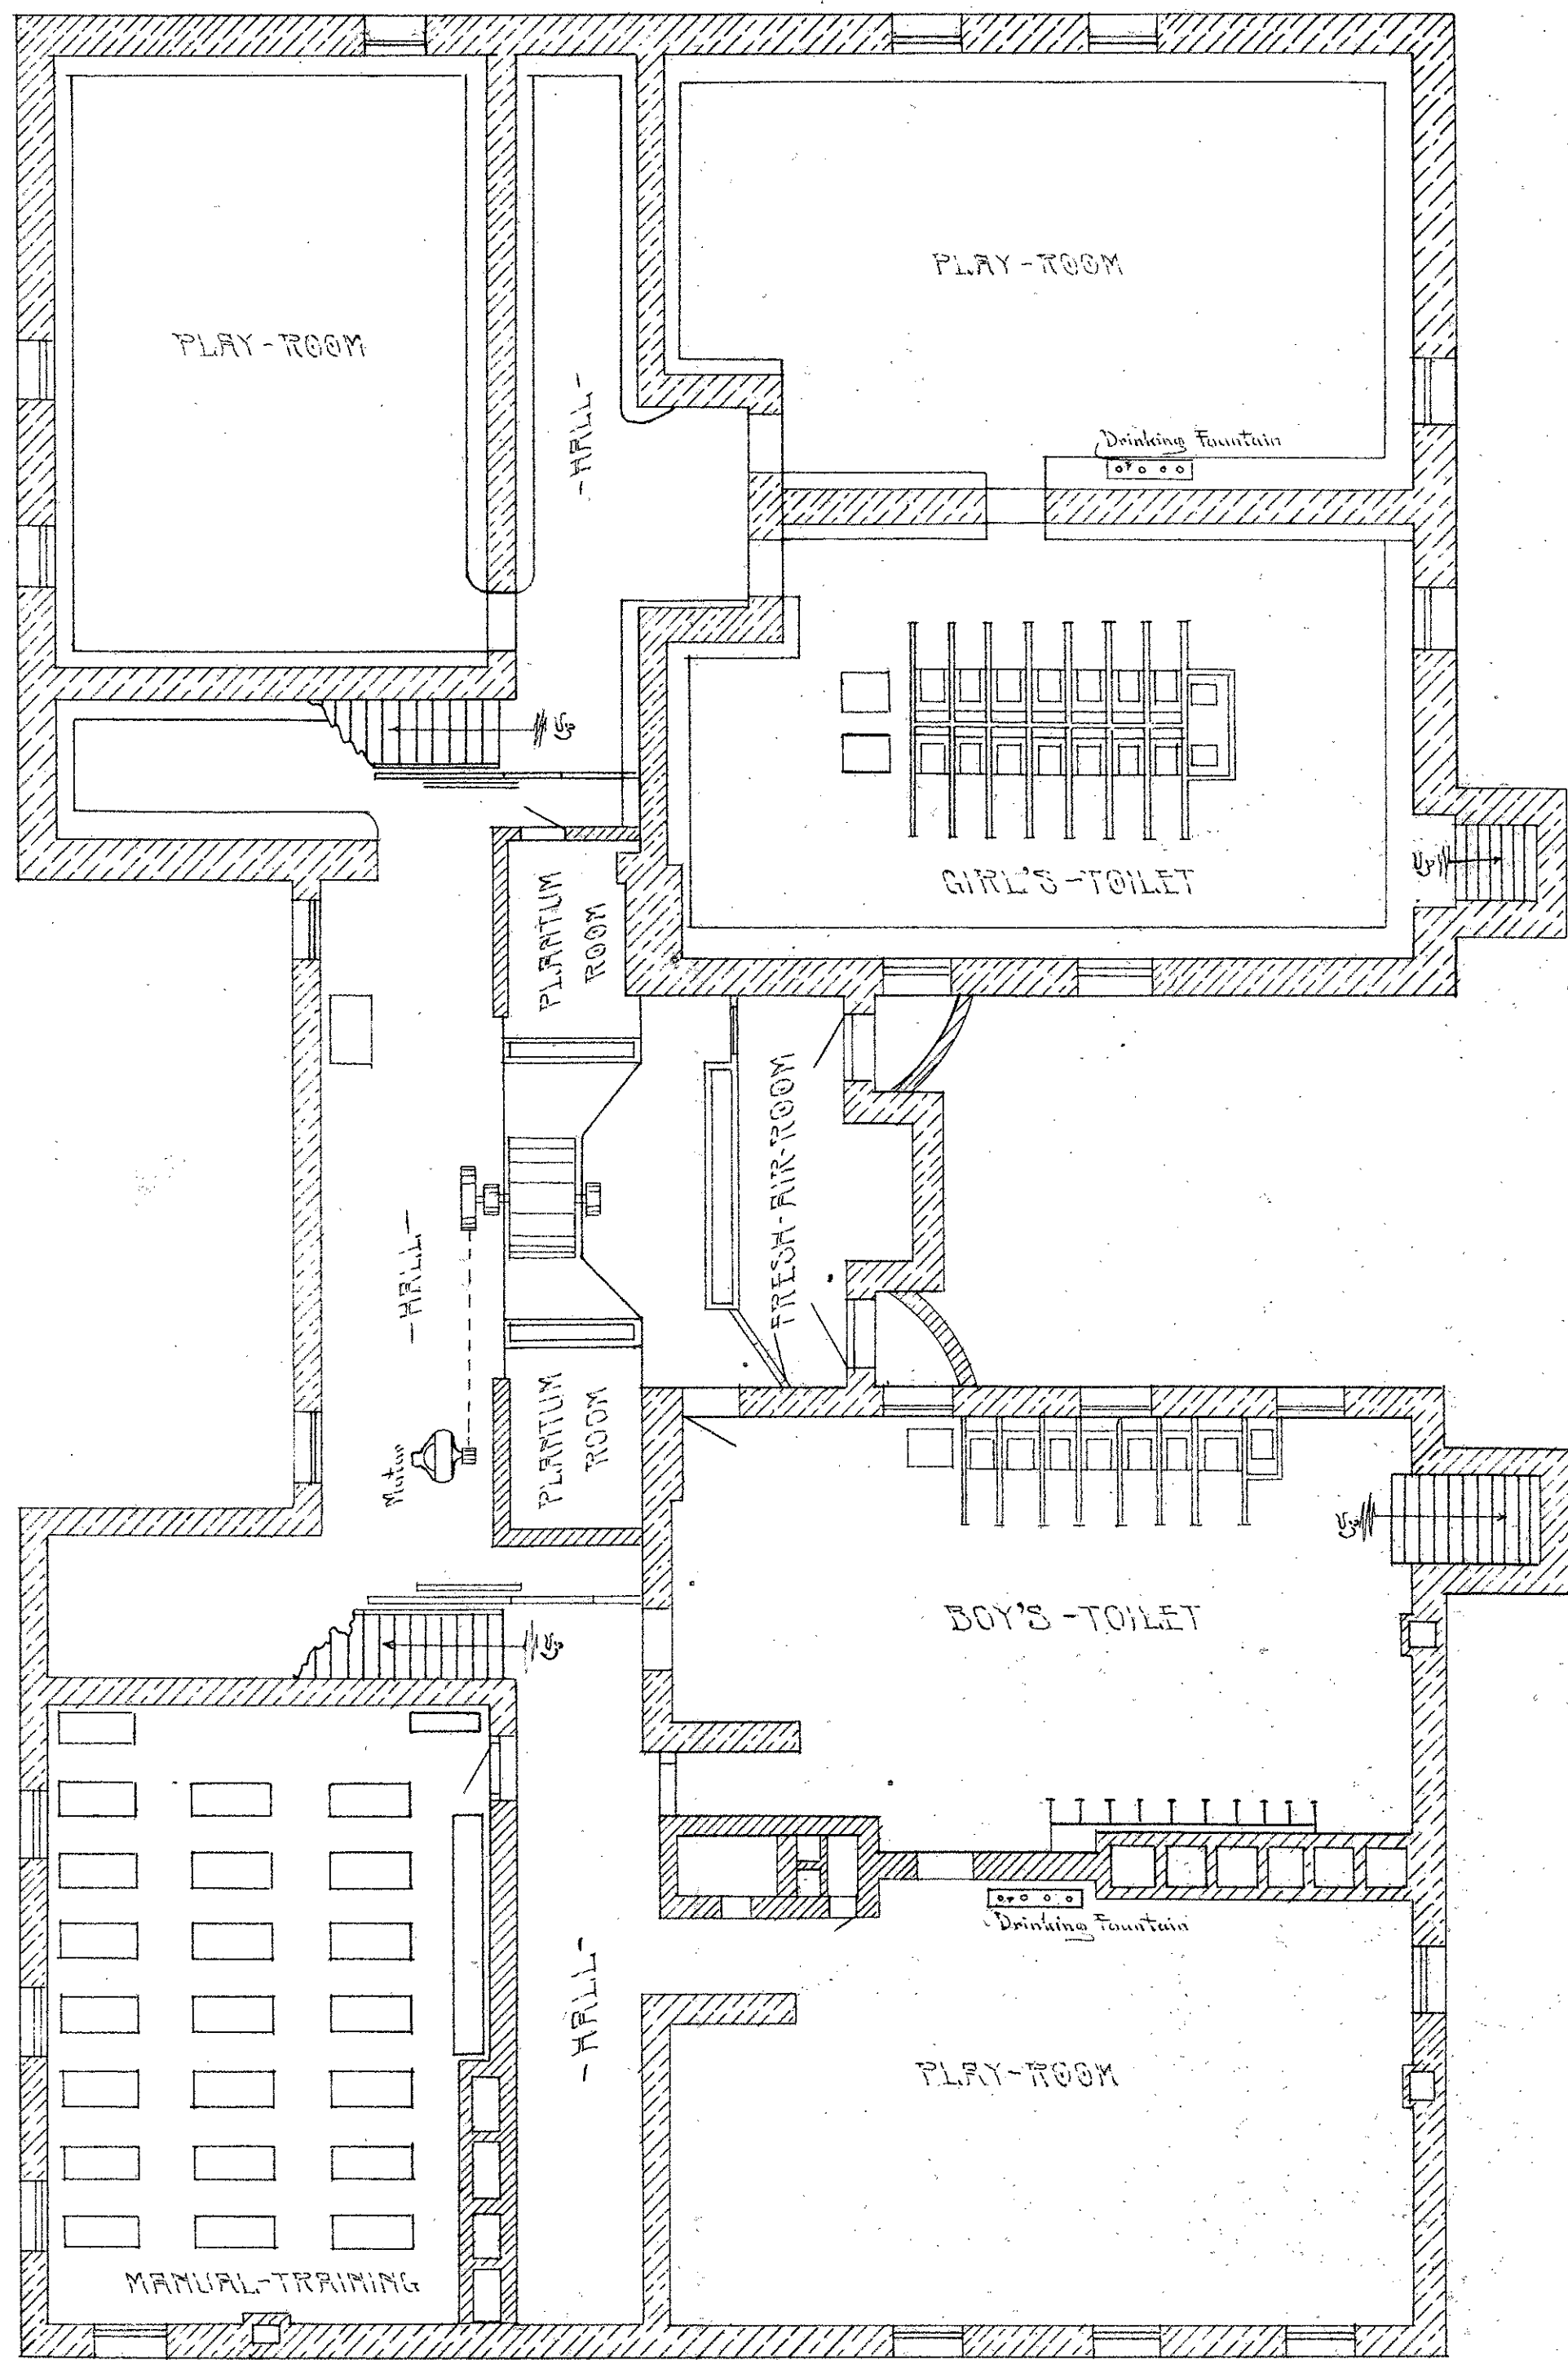 PLAY-ROOM
PLAY-ROOM
-HALL-
Drinking Fountain
Up
GIRL'S-TOILET
Up
PLANTUM
ROOM
FRESH-AIR-ROOM
-HALL-
Motor
PLANTUM
ROOM
Up
BOY'S-TOILET
Up
Drinking Fountain
-HALL-
PLAY-ROOM
MANUAL-TRAINING